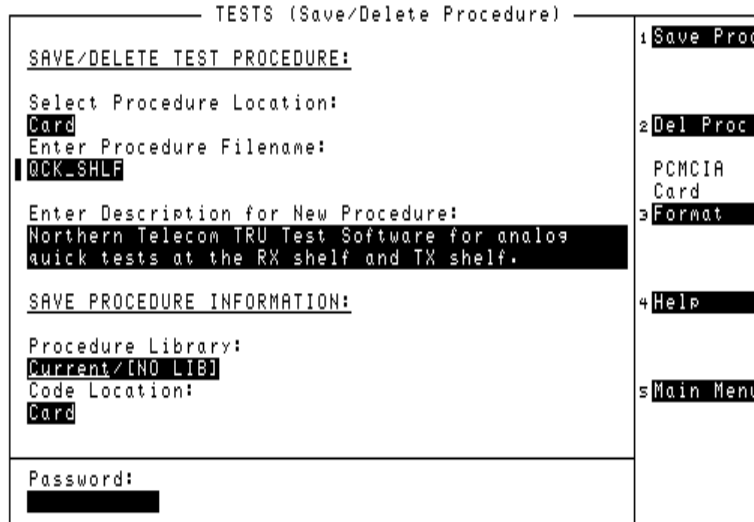 TESTS (Save/Delete Procedure)
SAVE/DELETE TEST PROCEDURE:
Select Procedure Location:
Card
Enter Procedure Filename:
QCK_SHLF
Enter Description for New Procedure:
Northern Telecom TRU Test Software for analog
quick tests at the RX shelf and TX shelf.
SAVE PROCEDURE INFORMATION:
Procedure Library:
Current/[NO LIB]
Code Location:
Card
Password:
1 Save Proc
2 Del Proc
PCMCIA
Card
3 Format
4 Help
5 Main Menu